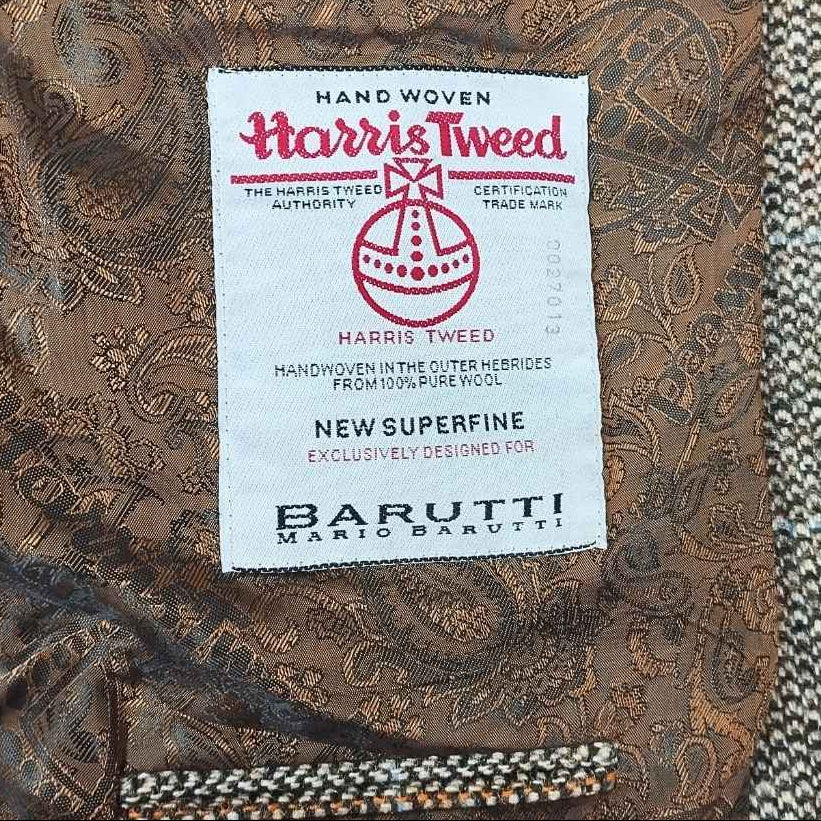 HAND WOVEN
Harris Tweed
THE HARRIS TWEED
AUTHORITY
CERTIFICATION
TRADE MARK
0027013
HARRIS TWEED
HANDWOVEN IN THE OUTER HEBRIDES
FROM 100% PURE WOOL
NEW SUPERFINE
EXCLUSIVELY DESIGNED FOR
BARUTTI
MARIO BARUTTI